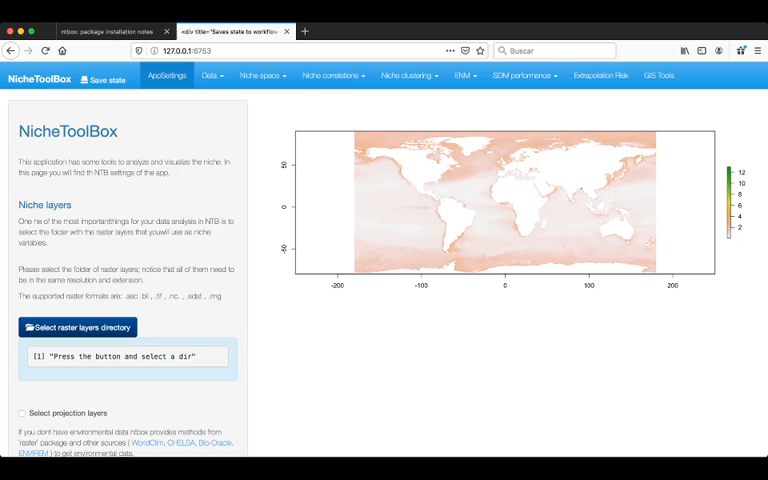 ntbox: package installation notes
<div title="Saves state to workflow
127.0.0.1:6753
Buscar
NicheToolBox
Save state
AppSettings
Data
Niche space
Niche correlations
Niche clustering
ENM
SDM performance
Extrapolation Risk
GIS Tools
NicheToolBox
This application has some tools to analyze and visualize the niche. In
this page you will find th NTB settings of the app.
Niche layers
One ne of the most importantthings for your data analysis in NTB is to
select the folder with the raster layers that youwill use as niche
variables.
Please select the folder of raster layers; notice that all of them need to
be in the same resolution and extension.
The supported raster formats are: .asc .bil , .tif , .nc. , .sdat , .img
Select raster layers directory
[1] "Press the button and select a dir"
Select projection layers
If you dont have environmental data ntbox provides methods from
'raster' package and other sources ( WorldClim, CHELSA, Bio-Oracle,
ENMREM ) to get environmental data.
50
0
-50
-200
-100
0
100
200
12
10
8
6
4
2